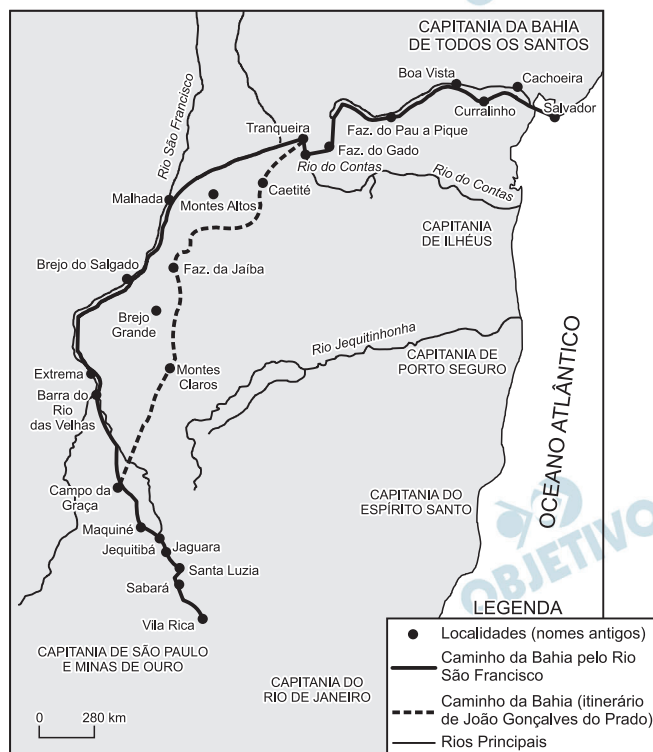 CAPITANIA DA BAHIA
DE TODOS OS SANTOS
Boa Vista
Cachoeira
Curralinho
Salvador
Rio São Francisco
Tranqueira
Faz. do Pau a Pique
Faz. do Gado
Rio do Contas
Rio do Contas
Caetité
Malhada
Montes Altos
CAPITANIA
DE ILHÉUS
Brejo do Salgado
Faz. da Jaíba
Brejo
Grande
Rio Jequitinhonha
CAPITANIA DE
PORTO SEGURO
OCEANO ATLÂNTICO
Extrema
Montes
Claros
Barra do
Rio
das Velhas
Campo da
Graça
CAPITANIA DO
ESPÍRITO SANTO
Maquiné
Jequitibá
Jaguara
Santa Luzia
Sabará
Vila Rica
OBJETIVO
CAPITANIA DE SÃO PAULO
E MINAS DE OURO
CAPITANIA DO
RIO DE JANEIRO
0 280 km
LEGENDA
Localidades (nomes antigos)
Caminho da Bahia pelo Rio
São Francisco
Caminho da Bahia (itinerário
de João Gonçalves do Prado)
Rios Principais